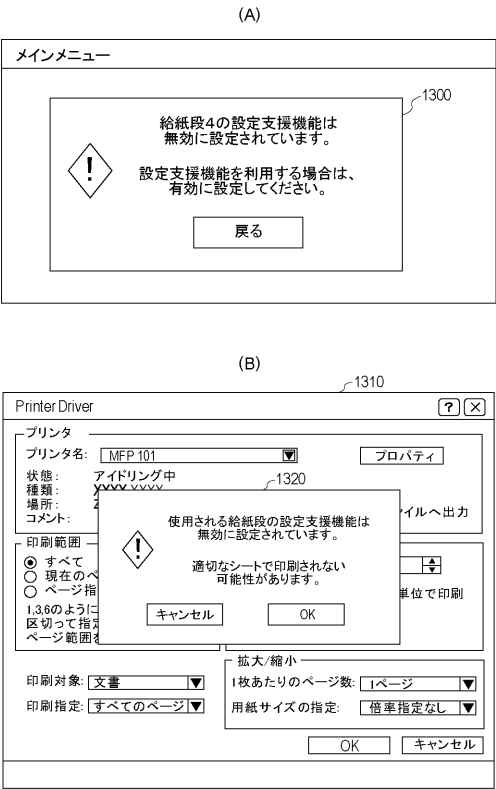 (A)
メインメニュー
1300
給紙段4の設定支援機能は
無効に設定されています。
設定支援機能を利用する場合は、
有効に設定してください。
戻る
(B)
1310
Printer Driver
?
プリンタ
プリンタ名: MFP 101 プロパティ
状態: アイドリング中
種類: XXXX YYYY
場所:
コメント: イルへ出力
1320
使用される給紙段の設定支援機能は
無効に設定されています。
適切なシートで印刷されない
可能性があります。
キャンセル OK
印刷範囲
すべて
現在のペ
ページ指 単位で印刷
1,3,6のように
区切って指定
ページ範囲を
印刷対象: 文書
印刷指定: すべてのページ
拡大/縮小
1枚あたりのページ数: 1ページ
用紙サイズの指定: 倍率指定なし
OK キャンセル